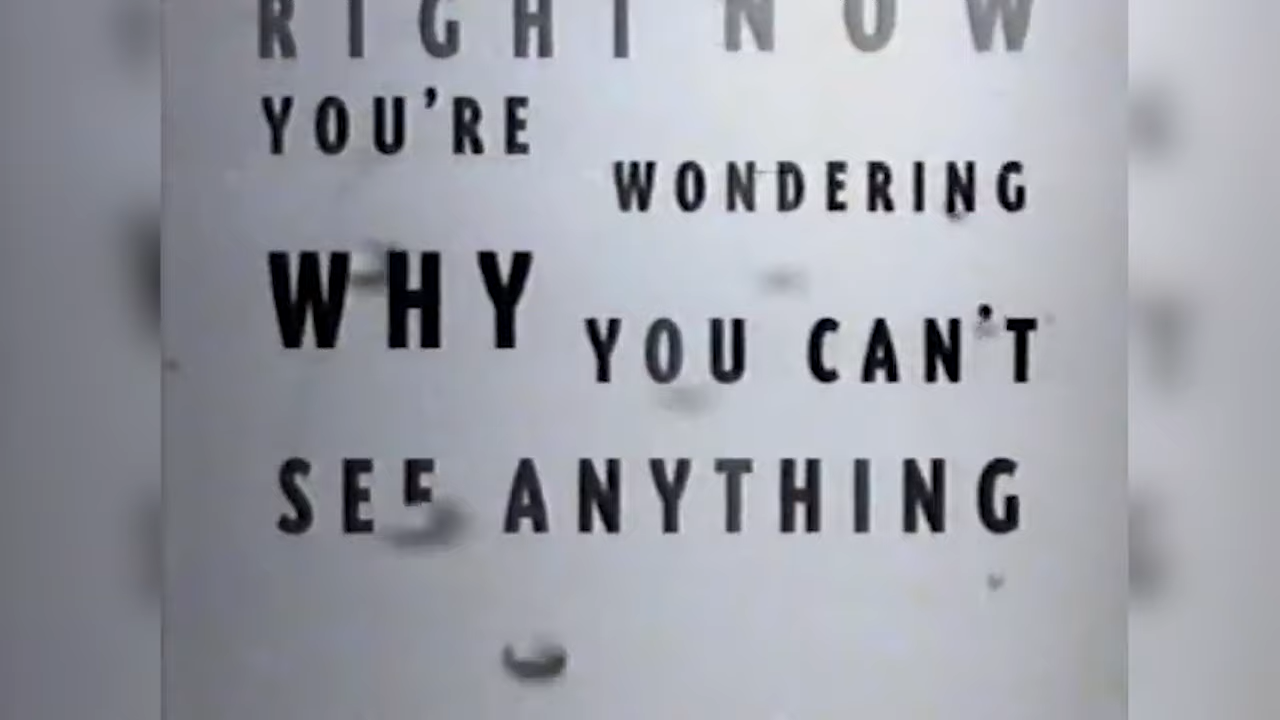 RIGHT NOW
YOU'RE
WONDERING
WHY
YOU CAN'T
SEE ANYTHING